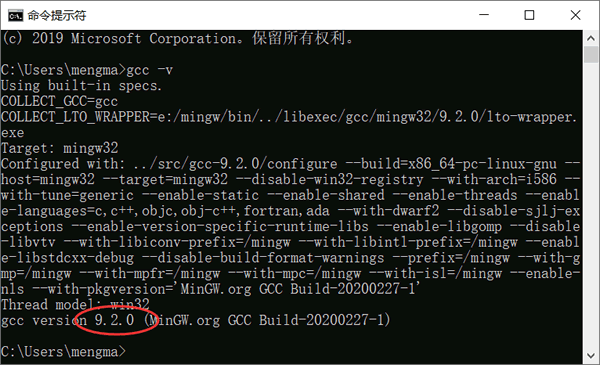 命令提示符
(c) 2019 Microsoft Corporation。保留所有权利。
C:\Users\mengma>gcc -v
Using built-in specs.
COLLECT_GCC=gcc
COLLECT_LTO_WRAPPER=e:/mingw/bin/../libexec/gcc/mingw32/9.2.0/lto-wrapper.
exe
Target: mingw32
Configured with: ../src/gcc-9.2.0/configure --build=x86_64-pc-linux-gnu --
host=mingw32 --target=mingw32 --disable-win32-registry --with-arch=i586 --
with-tune=generic --enable-static --enable-shared --enable-threads --enabl
e-languages=c,c++,objc,obj-c++,fortran,ada --with-dwarf2 --disable-sjlj-ex
ceptions --enable-version-specific-runtime-libs --enable-libgomp --disable
-libvtv --with-libiconv-prefix=/mingw --with-libintl-prefix=/mingw --enabl
e-libstdcxx-debug --disable-build-format-warnings --prefix=/mingw --with-g
mp=/mingw --with-mpfr=/mingw --with-mpc=/mingw --with-isl=/mingw --enable-
nls --with-pkgversion='MinGW.org GCC Build-20200227-1'
Thread model: win32
gcc version 9.2.0 (MinGW.org GCC Build-20200227-1)
C:\Users\mengma>